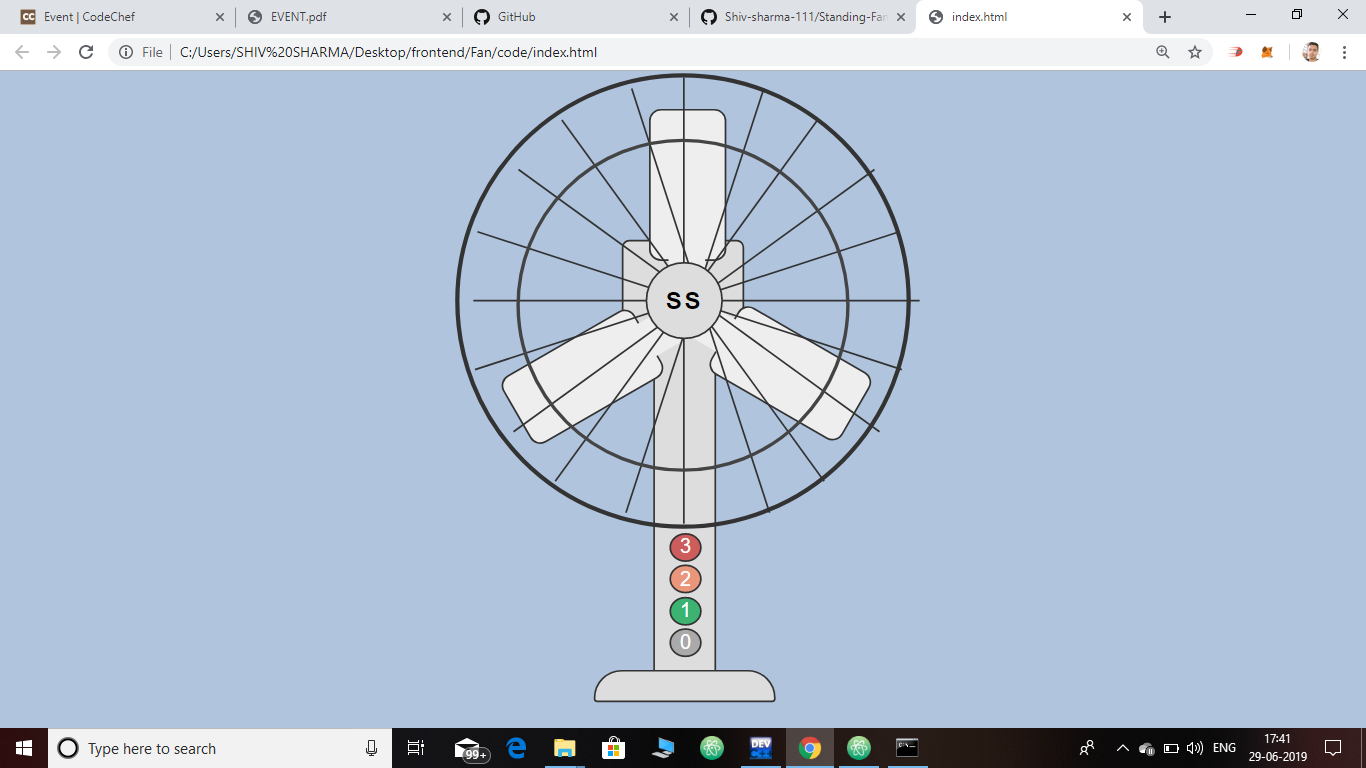 CC Event | CodeChef
EVENT.pdf
GitHub
Shiv-sharma-111/Standing-Fan
index.html
File
C:/Users/SHIV%20SHARMA/Desktop/frontend/Fan/code/index.html
SS
3
2
1
0
Type here to search
99+
DEV
C:\.
ENG
17:41
29-06-2019